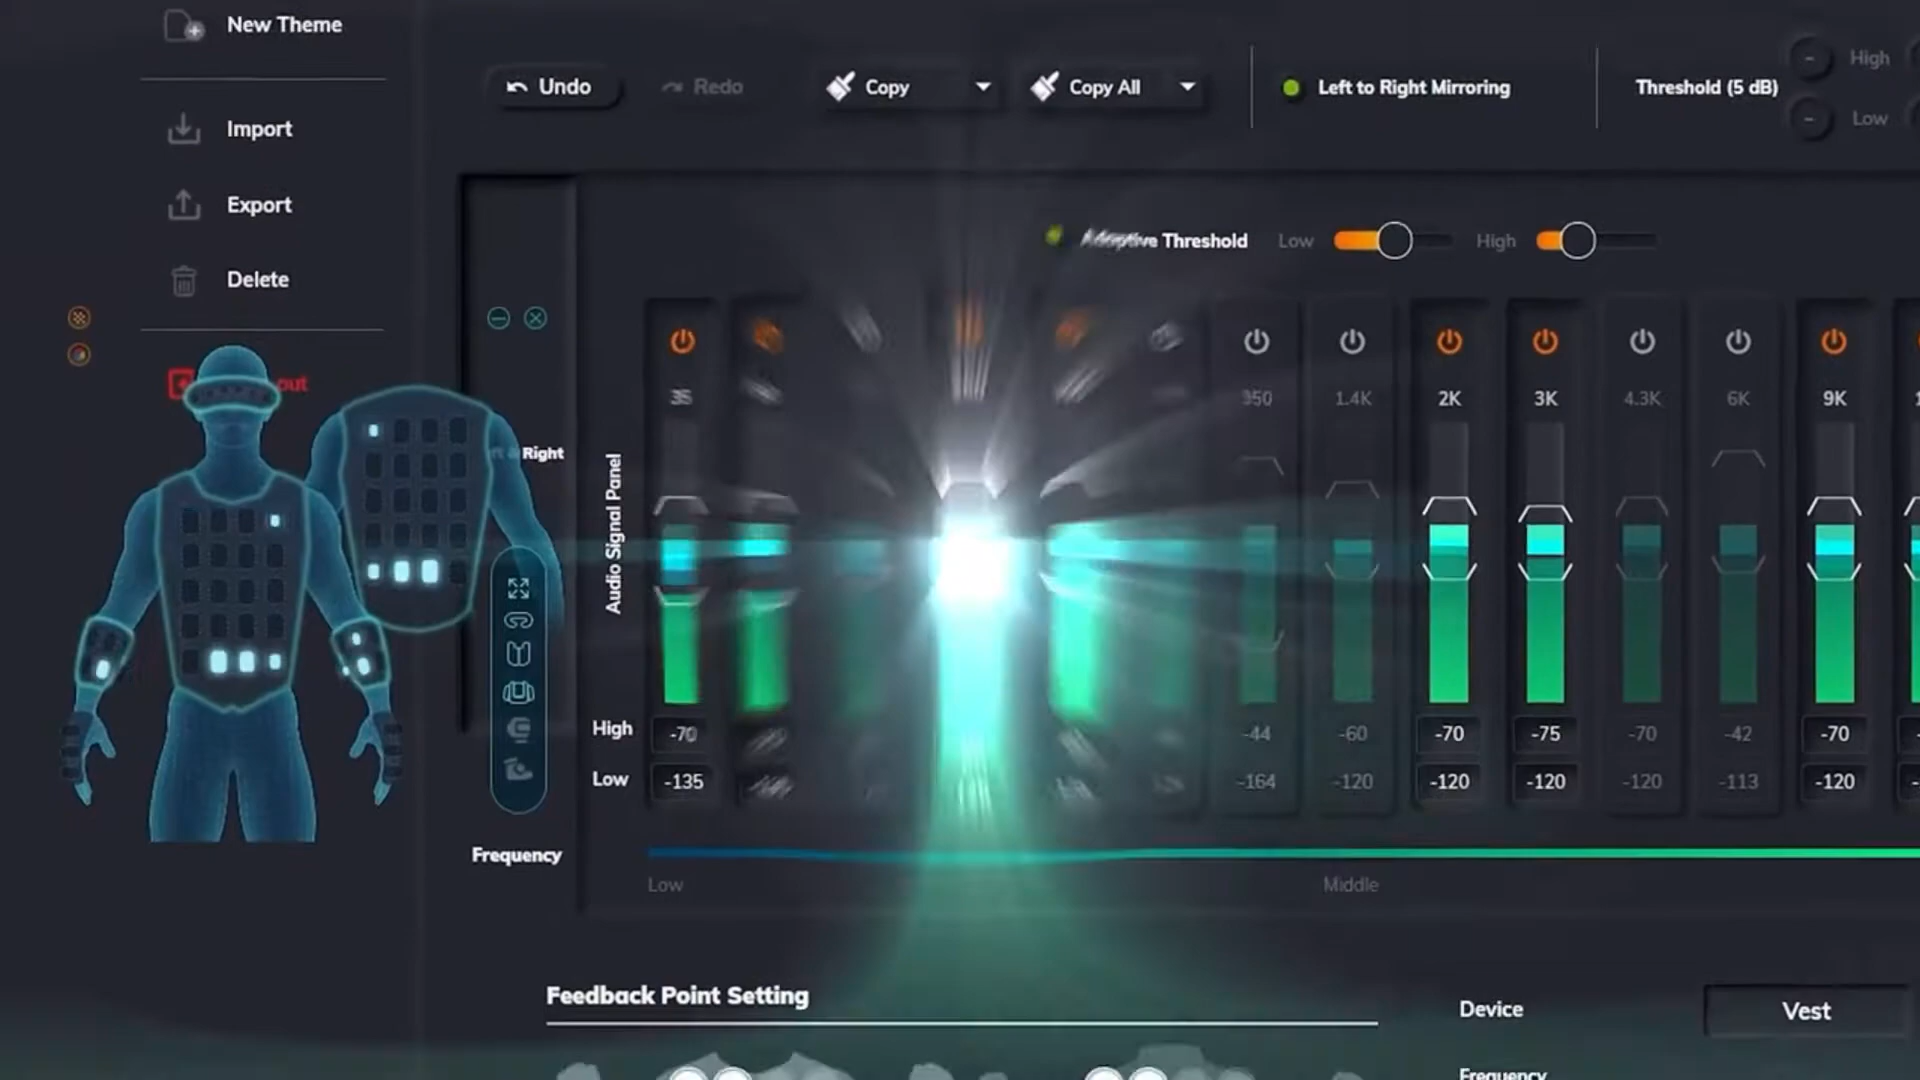 New Theme
Import
Export
Delete
out
Undo
Redo
Copy
Copy All
Left to Right Mirroring
Threshold (5 dB)
High
Low
Adaptive Threshold
Low
High
Right
Audio Signal Panel
35
350
1.4K
2K
3K
4.3K
6K
9K
High
-70
-44
-60
-70
-75
-70
-42
-70
Low
-135
-164
-120
-120
-120
-120
-113
-120
Frequency
Low
Middle
Feedback Point Setting
Device
Vest
Frequency